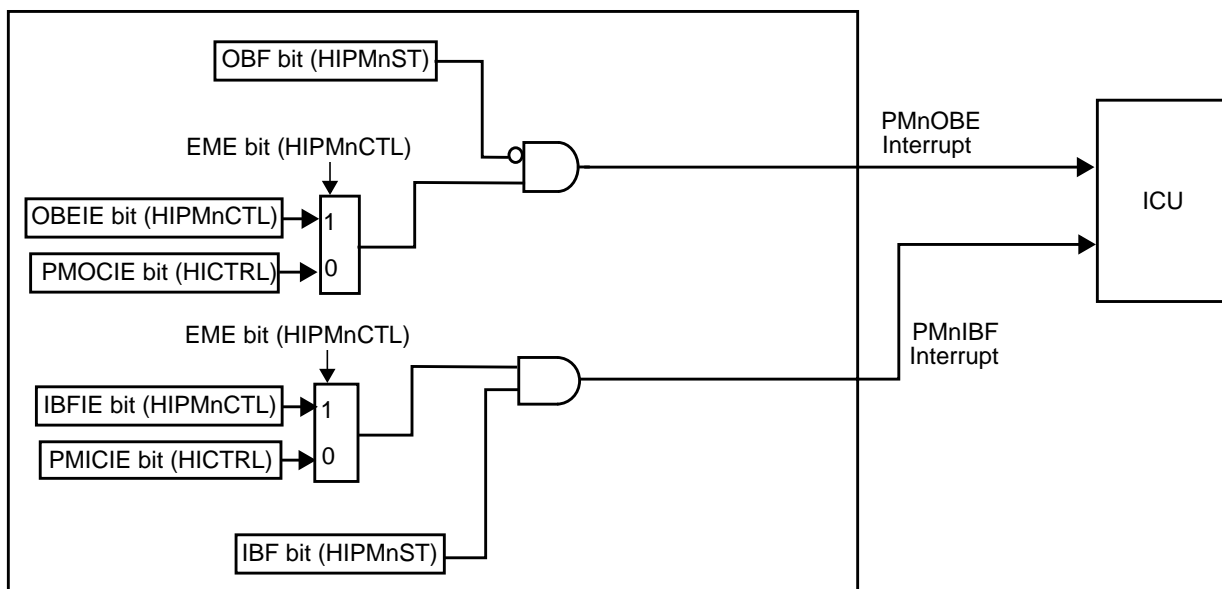 OBF bit (HIPMnST)
EME bit (HIPMnCTL)
OBEIE bit (HIPMnCTL)
1
PMOCIE bit (HICTRL)
0
PMnOBE
Interrupt
ICU
EME bit (HIPMnCTL)
IBFIE bit (HIPMnCTL)
1
PMICIE bit (HICTRL)
0
PMnIBF
Interrupt
IBF bit (HIPMnST)